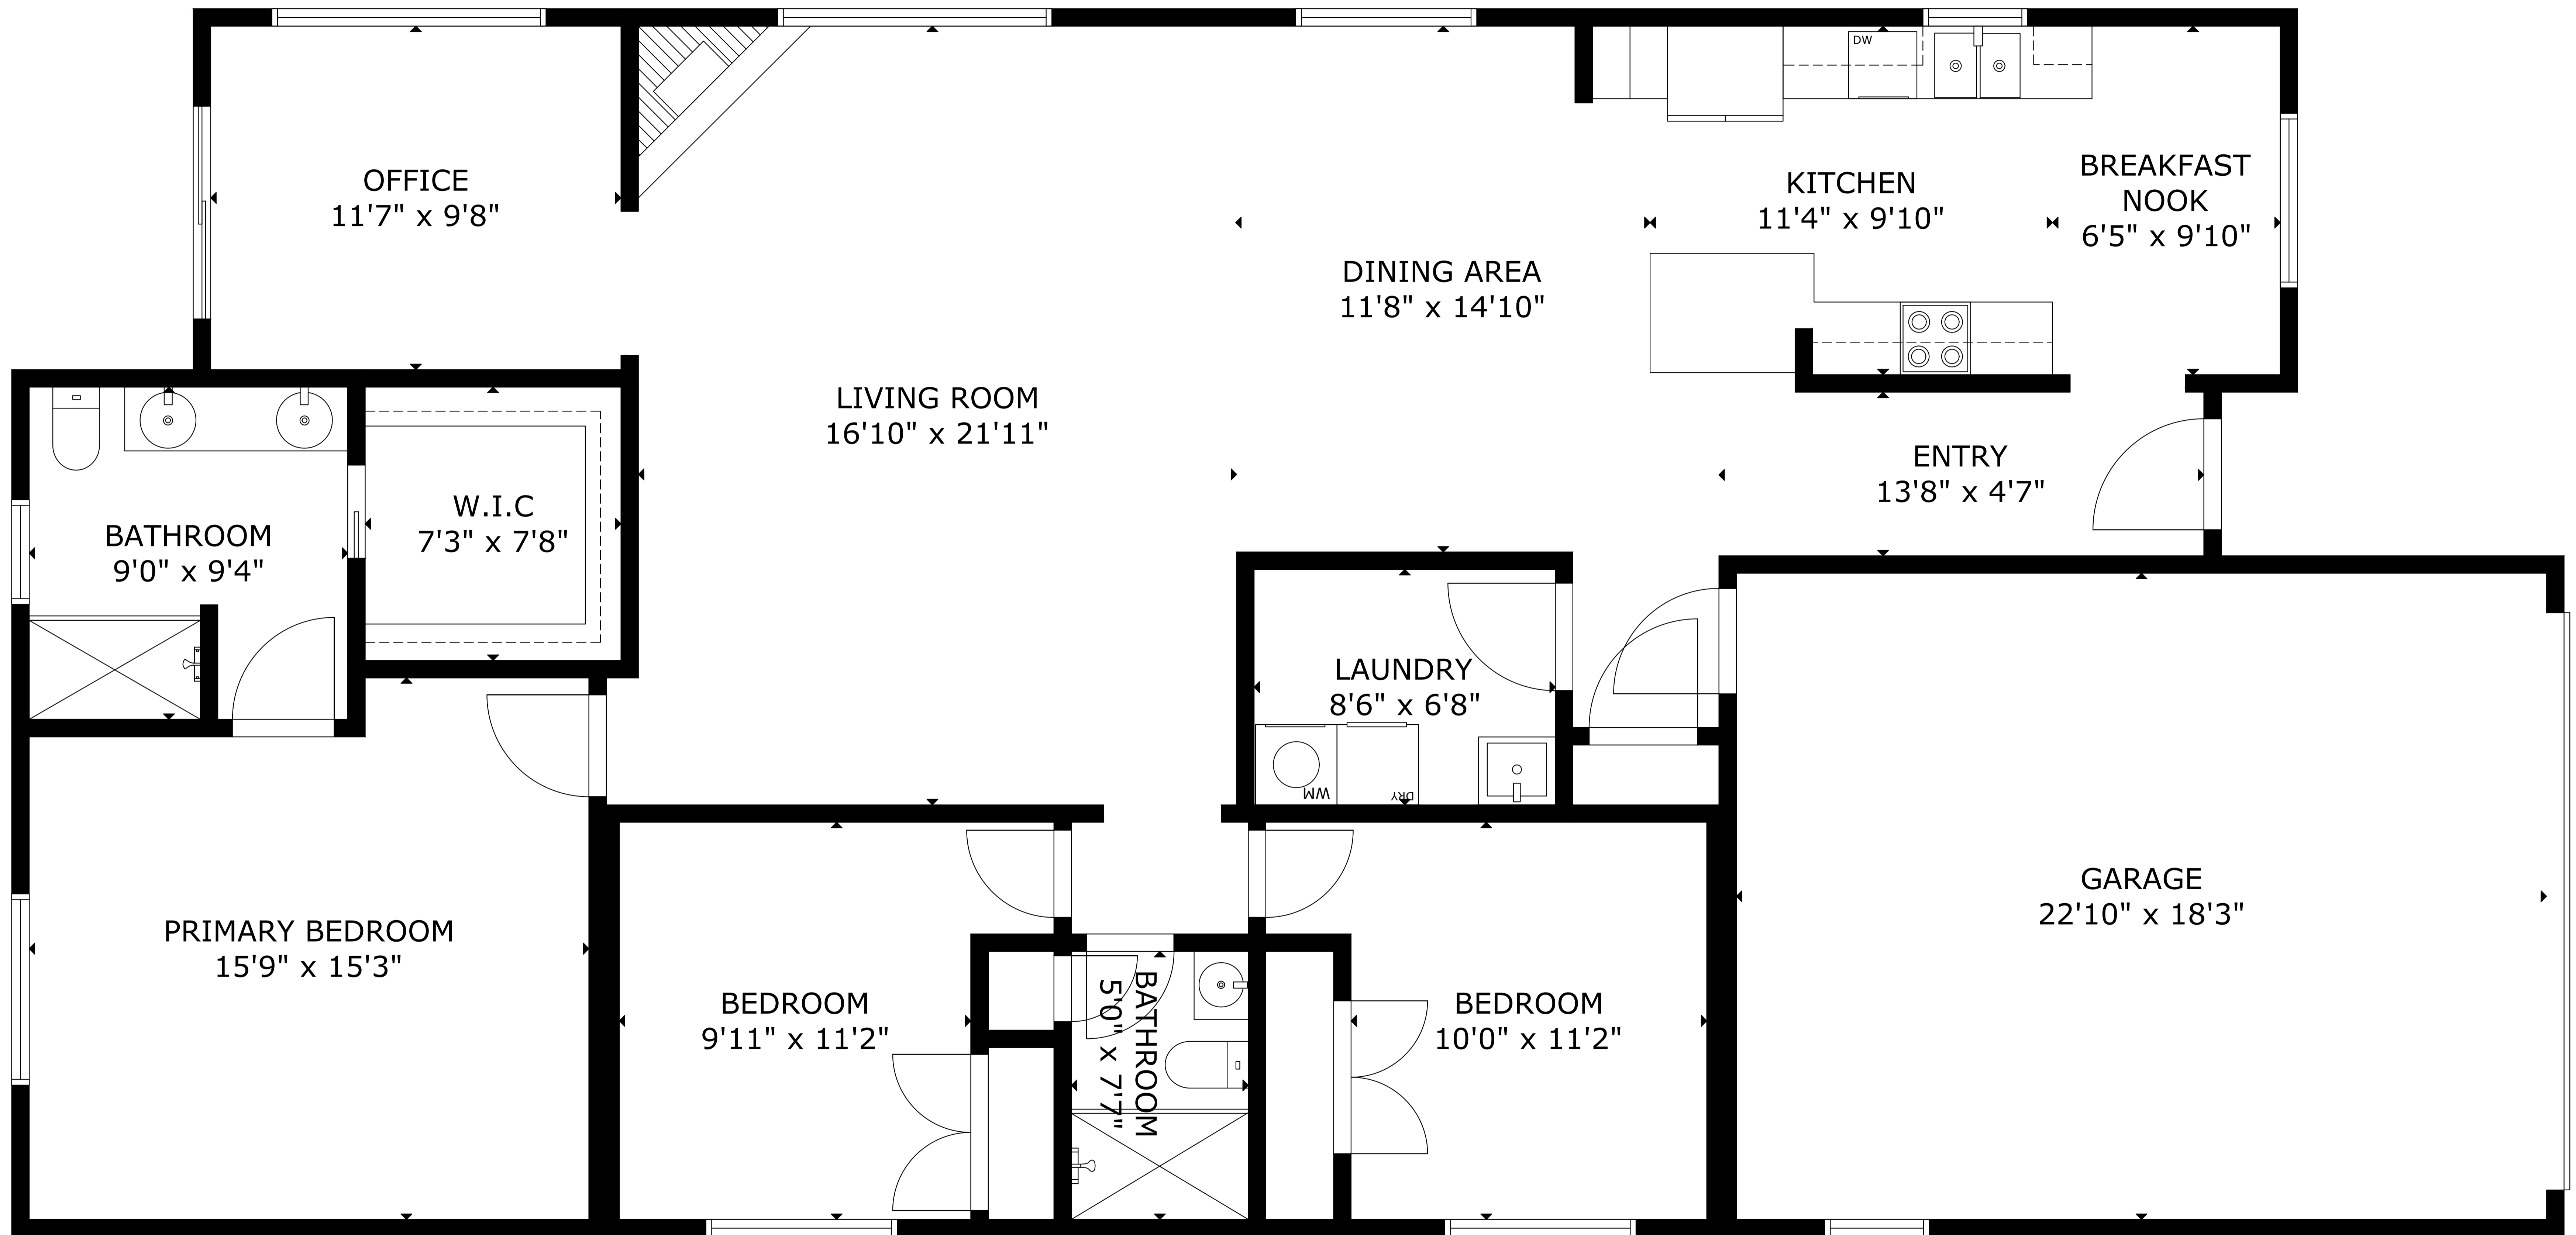 DW
OFFICE
11'7" x 9'8"
KITCHEN
11'4" x 9'10"
BREAKFAST
NOOK
6'5" x 9'10"
DINING AREA
11'8" x 14'10"
LIVING ROOM
16'10" x 21'11"
ENTRY
13'8" x 4'7"
W.I.C
7'3" x 7'8"
BATHROOM
9'0" x 9'4"
LAUNDRY
8'6" x 6'8"
WM
DRY
PRIMARY BEDROOM
15'9" x 15'3"
BEDROOM
9'11" x 11'2"
BATHROOM
5'0" x 7'7"
BEDROOM
10'0" x 11'2"
GARAGE
22'10" x 18'3"